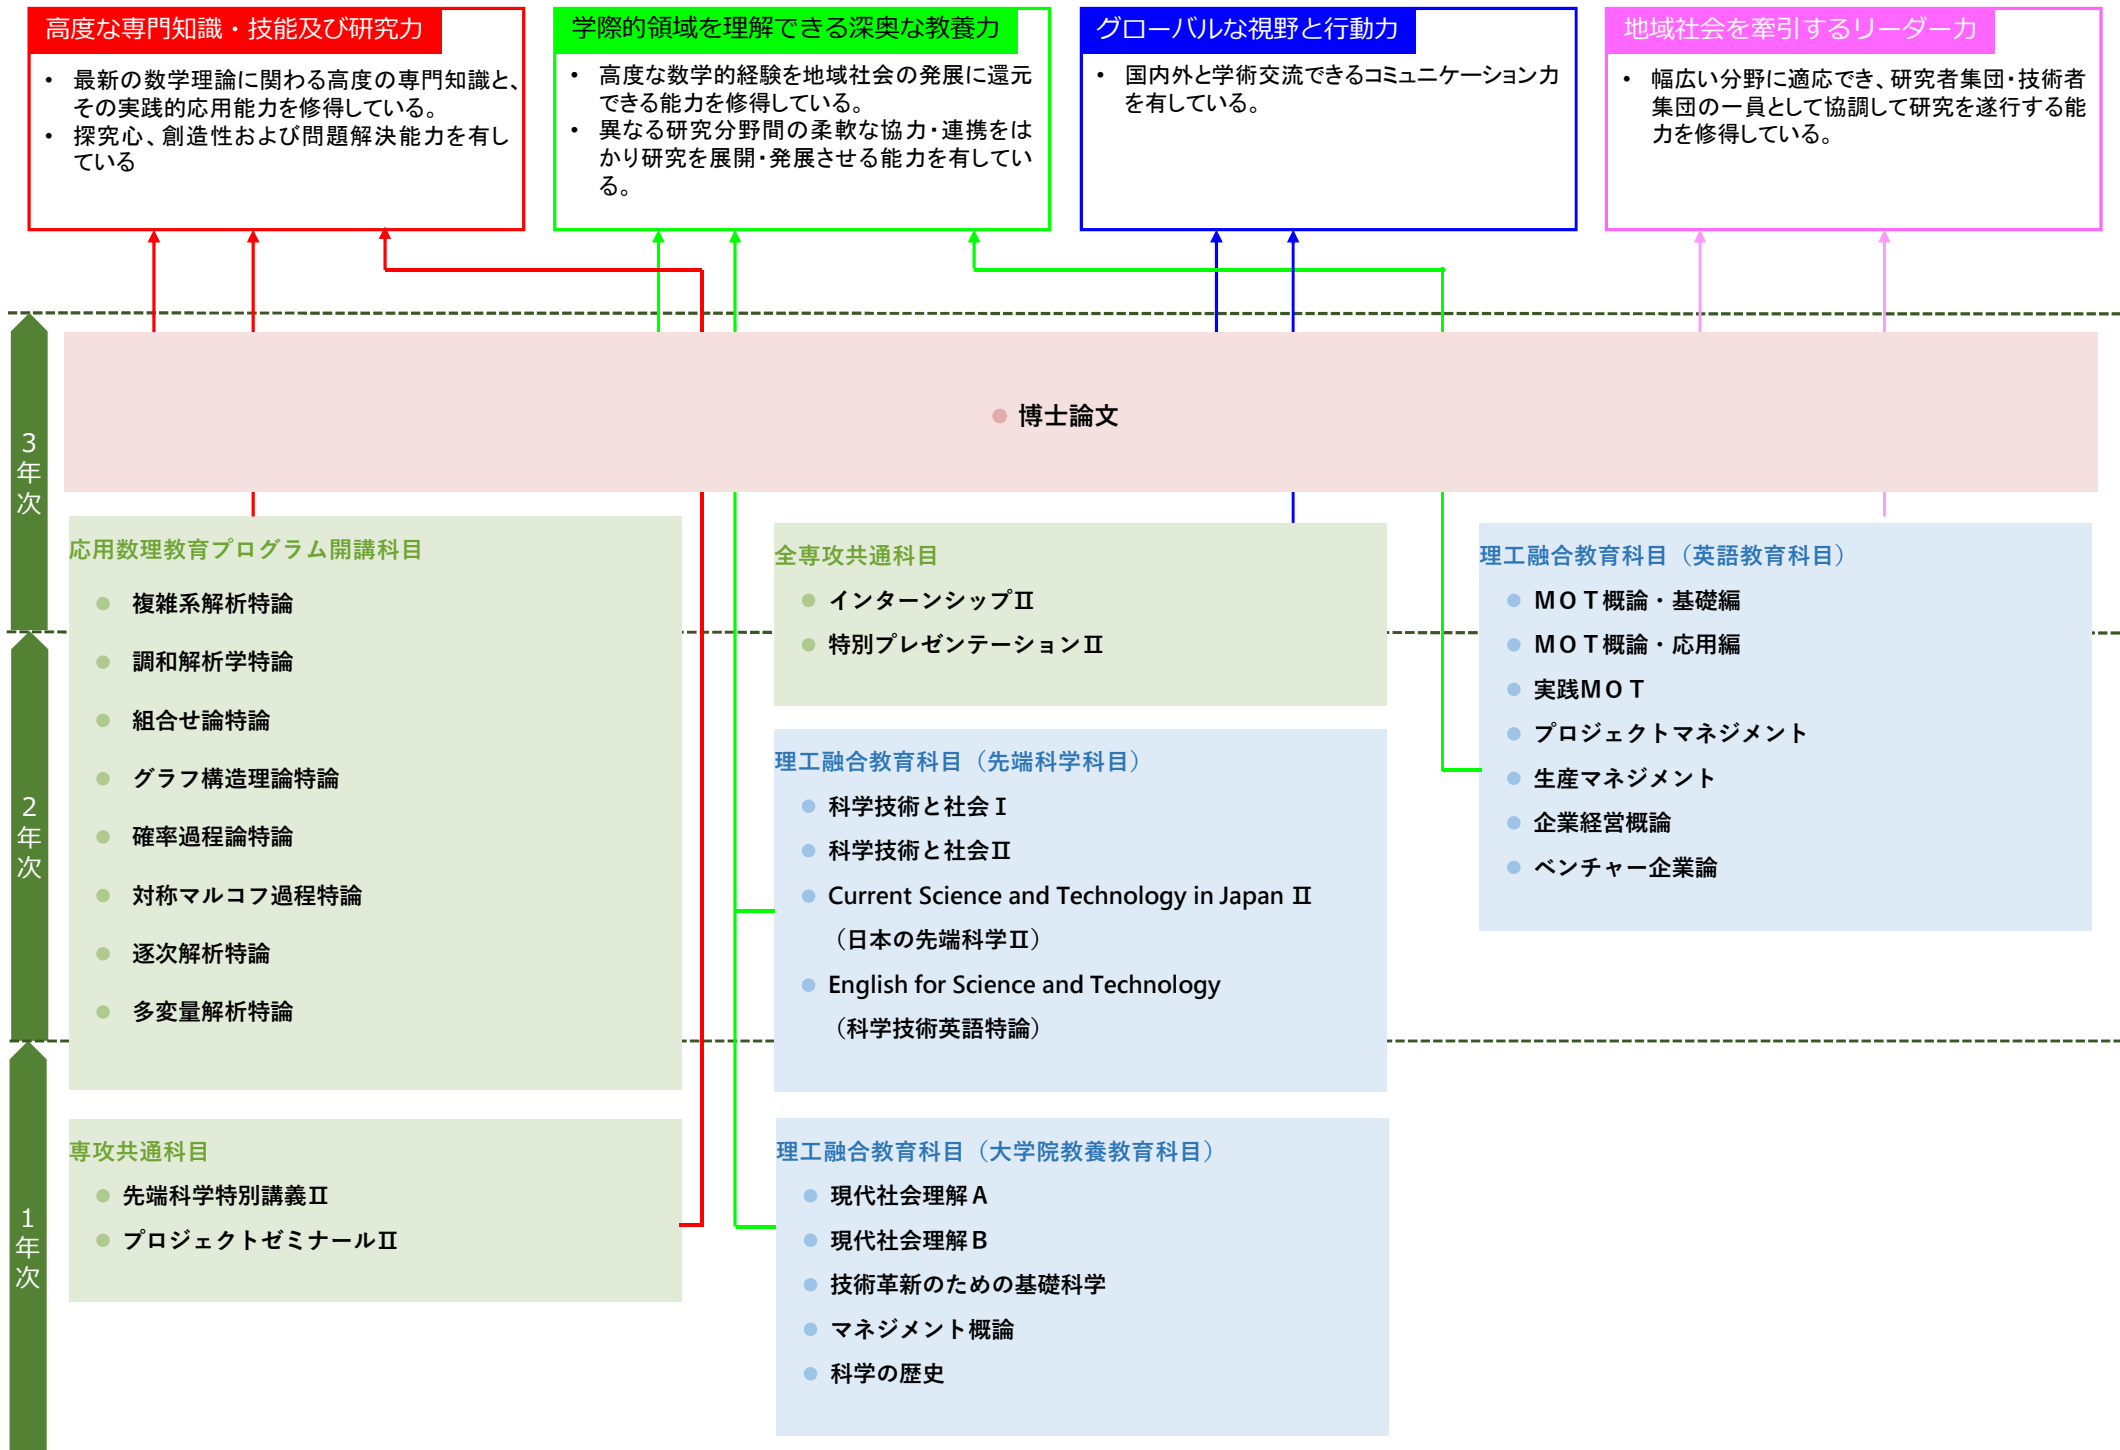 高度な専門知識・技能及び研究力
• 最新の数学理論に関わる高度の専門知識と、
その実践的応用能力を修得している。
• 探究心、創造性および問題解決能力を有し
ている
学際的領域を理解できる深奥な教養力
• 高度な数学的経験を地域社会の発展に還元
できる能力を修得している。
• 異なる研究分野間の柔軟な協力・連携をは
かり研究を展開・発展させる能力を有してい
る。
グローバルな視野と行動力
• 国内外と学術交流できるコミュニケーション力
を有している。
地域社会を牽引するリーダー力
• 幅広い分野に適応でき、研究者集団・技術者
集団の一員として協調して研究を遂行する能
力を修得している。
3年次
● 博士論文
応用数理教育プログラム開講科目
● 複雑系解析特論
● 調和解析学特論
● 組合せ論特論
● グラフ構造理論特論
● 確率過程論特論
● 対称マルコフ過程特論
● 逐次解析特論
● 多変量解析特論
全専攻共通科目
● インターンシップⅡ
● 特別プレゼンテーションⅡ
理工融合教育科目（英語教育科目）
● ＭＯＴ概論・基礎編
● ＭＯＴ概論・応用編
● 実践ＭＯＴ
● プロジェクトマネジメント
● 生産マネジメント
● 企業経営概論
● ベンチャー企業論
2年次
理工融合教育科目（先端科学科目）
● 科学技術と社会Ⅰ
● 科学技術と社会Ⅱ
● Current Science and Technology in Japan Ⅱ
（日本の先端科学Ⅱ）
● English for Science and Technology
（科学技術英語特論）
1年次
専攻共通科目
● 先端科学特別講義Ⅱ
● プロジェクトゼミナールⅡ
理工融合教育科目（大学院教養教育科目）
● 現代社会理解Ａ
● 現代社会理解Ｂ
● 技術革新のための基礎科学
● マネジメント概論
● 科学の歴史